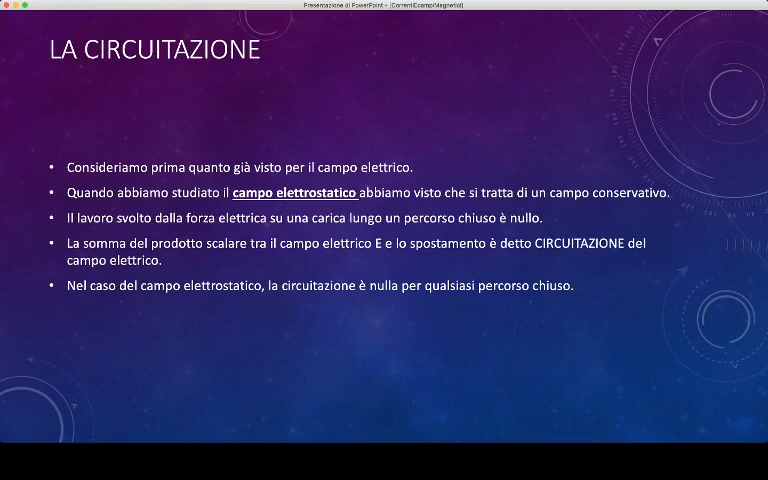 Presentazione di PowerPoint - [CorrentiEcampiMagnetici]
LA CIRCUITAZIONE
• Consideriamo prima quanto già visto per il campo elettrico.
• Quando abbiamo studiato il campo elettrostatico abbiamo visto che si tratta di un campo conservativo.
• Il lavoro svolto dalla forza elettrica su una carica lungo un percorso chiuso è nullo.
• La somma del prodotto scalare tra il campo elettrico E e lo spostamento è detto CIRCUITAZIONE del
campo elettrico.
• Nel caso del campo elettrostatico, la circuitazione è nulla per qualsiasi percorso chiuso.